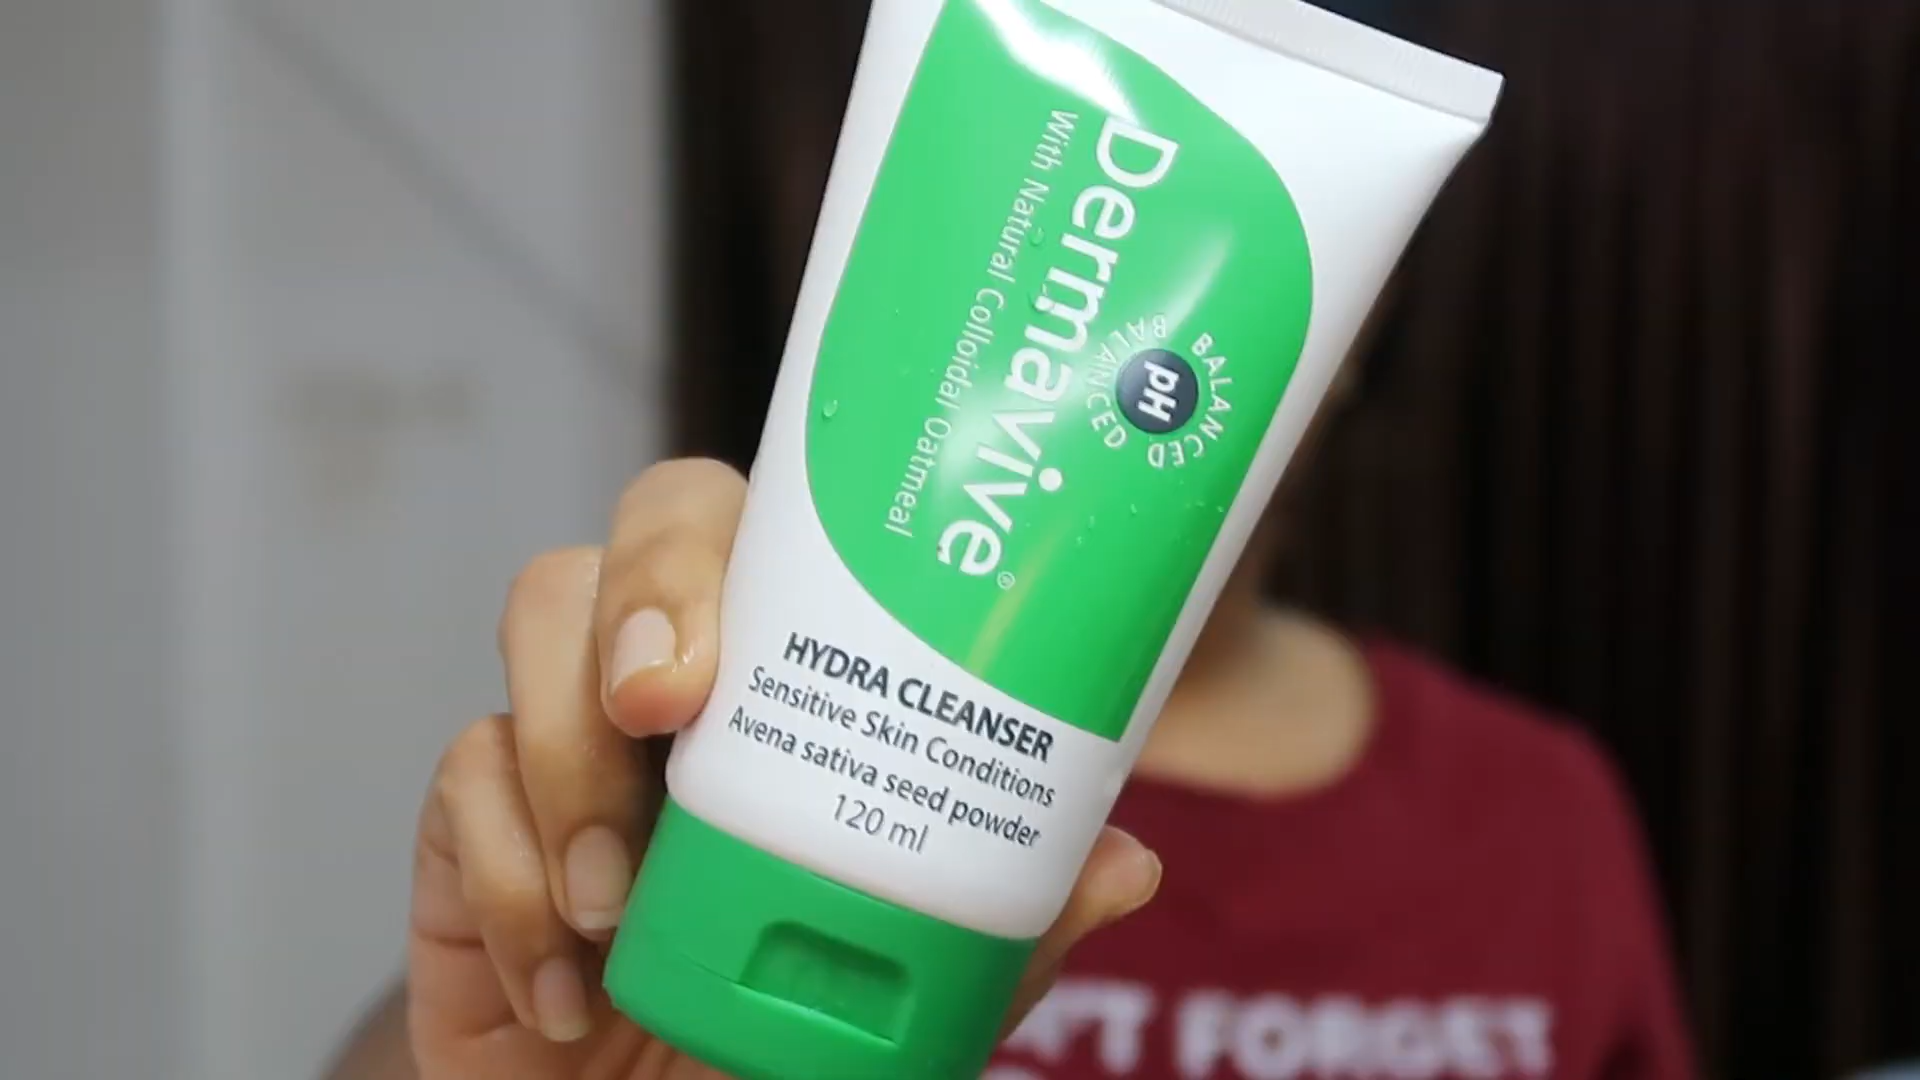 Dermavive®
With Natural Colloidal Oatmeal
BALANCED
pH
BALANCED
HYDRA CLEANSER
Sensitive Skin Conditions
Avena sativa seed powder
120 ml
'T FORGET